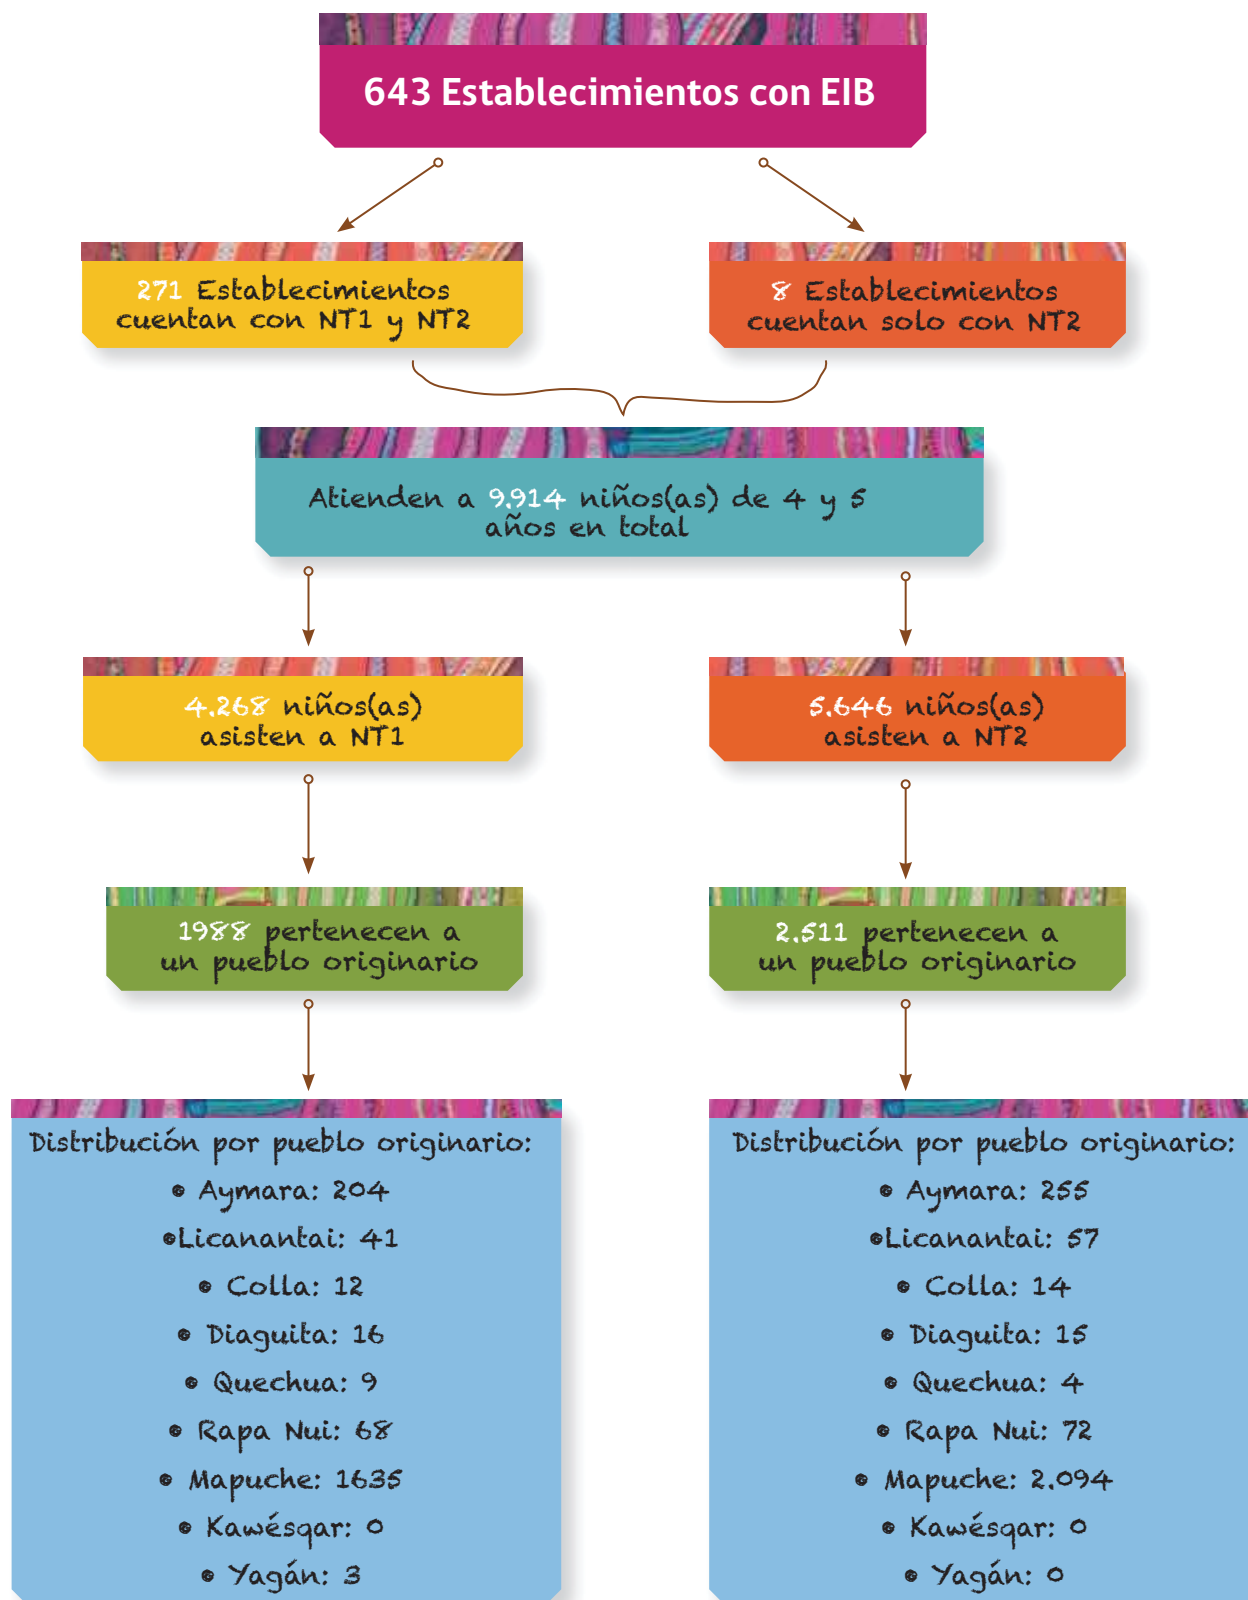 643 Establecimientos con EIB
271 Establecimientos
cuentan con NT1 y NT2
8 Establecimientos
cuentan solo con NT2
Atienden a 9.914 niños(as) de 4 y 5
años en total
4.268 niños(as)
asisten a NT1
5.646 niños(as)
asisten a NT2
1988 pertenecen a
un pueblo originario
2.511 pertenecen a
un pueblo originario
Distribución por pueblo originario:
• Aymara: 204
•Licanantai: 41
• Colla: 12
• Diaguita: 16
• Quechua: 9
• Rapa Nui: 68
• Mapuche: 1635
• Kawésqar: 0
• Yagán: 3
Distribución por pueblo originario:
• Aymara: 255
•Licanantai: 57
• Colla: 14
• Diaguita: 15
• Quechua: 4
• Rapa Nui: 72
• Mapuche: 2.094
• Kawésqar: 0
• Yagán: 0